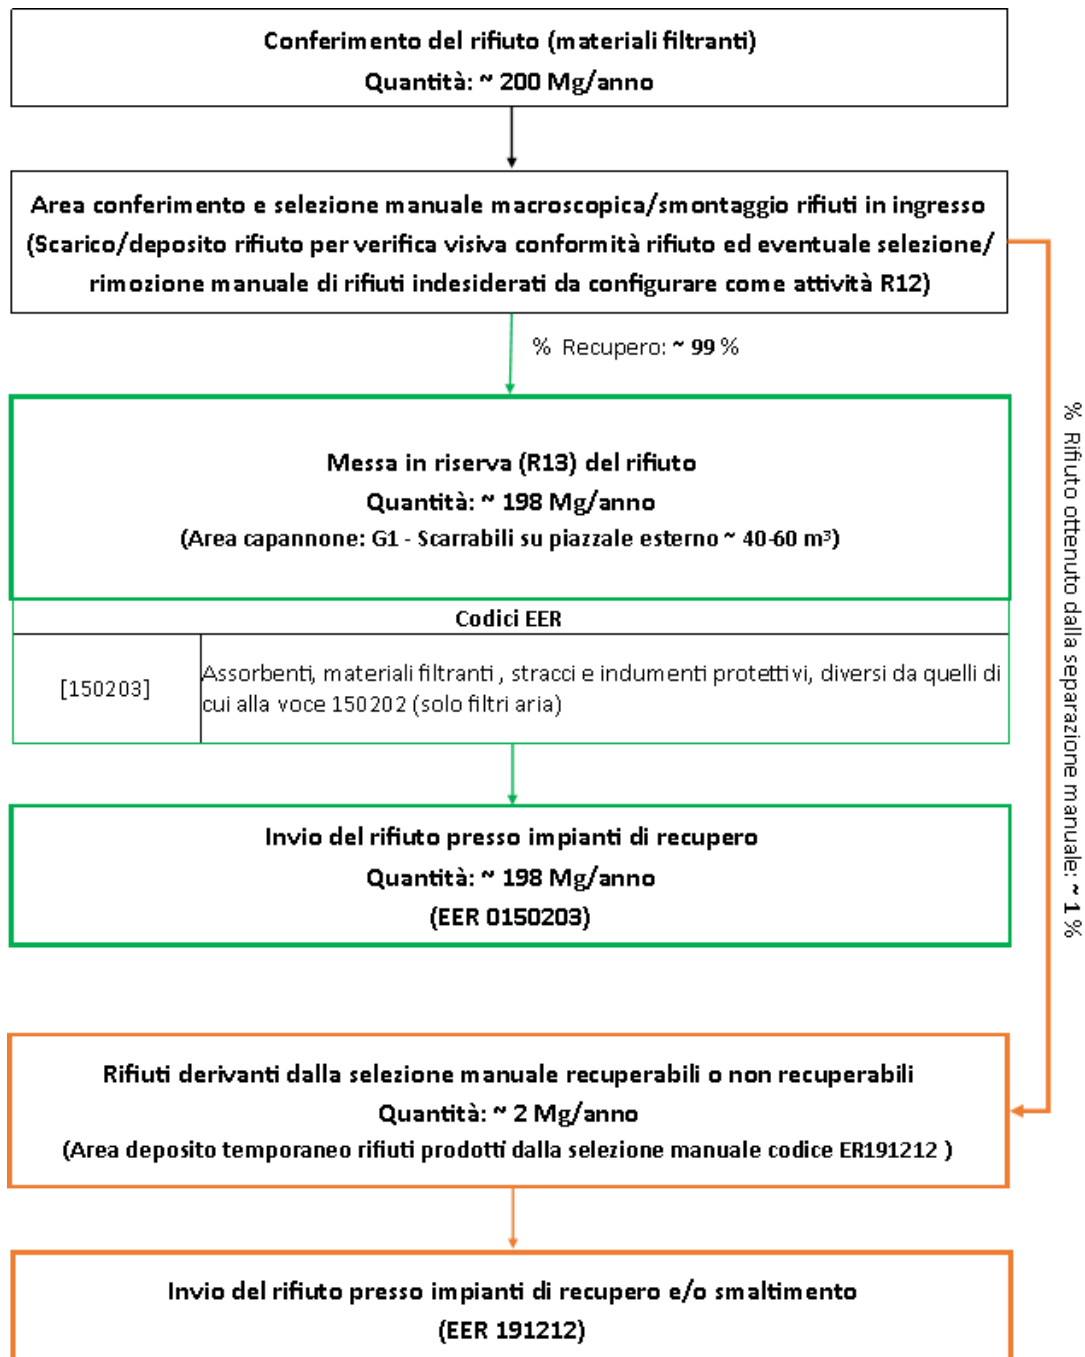 Conferimento del rifiuto (materiali filtranti)
Quantità: ~ 200 Mg/anno
Area conferimento e selezione manuale macroscopica/smontaggio rifiuti in ingresso
(Scarico/deposito rifiuto per verifica visiva conformità rifiuto ed eventuale selezione/
rimozione manuale di rifiuti indesiderati da configurare come attività R12)
% Recupero: ~ 99 %
Messa in riserva (R13) del rifiuto
Quantità: ~ 198 Mg/anno
(Area capannone: G1 - Scarrabili su piazzale esterno ~ 40-60 m³)
Codici EER
[150203]
Assorbenti, materiali filtranti , stracci e indumenti protettivi, diversi da quelli di
cui alla voce 150202 (solo filtri aria)
Invio del rifiuto presso impianti di recupero
Quantità: ~ 198 Mg/anno
(EER 0150203)
% Rifiuto ottenuto dalla separazione manuale: ~ 1 %
Rifiuti derivanti dalla selezione manuale recuperabili o non recuperabili
Quantità: ~ 2 Mg/anno
(Area deposito temporaneo rifiuti prodotti dalla selezione manuale codice ER191212 )
Invio del rifiuto presso impianti di recupero e/o smaltimento
(EER 191212)